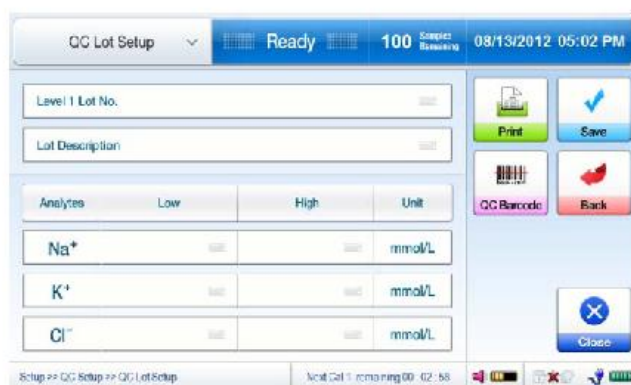 QC Lot Setup
Ready
100 Samples Remaining
08/13/2012 05:02 PM
Level 1 Lot No.
Lot Description
Print
Save
QC Barcode
Back
Analytes Low High Unit
Na⁺ mmol/L
K⁺ mmol/L
Cl⁻ mmol/L
Close
Setup >> QC Setup >> QC Lot Setup
Next Cal 1 remaining 00:02:58